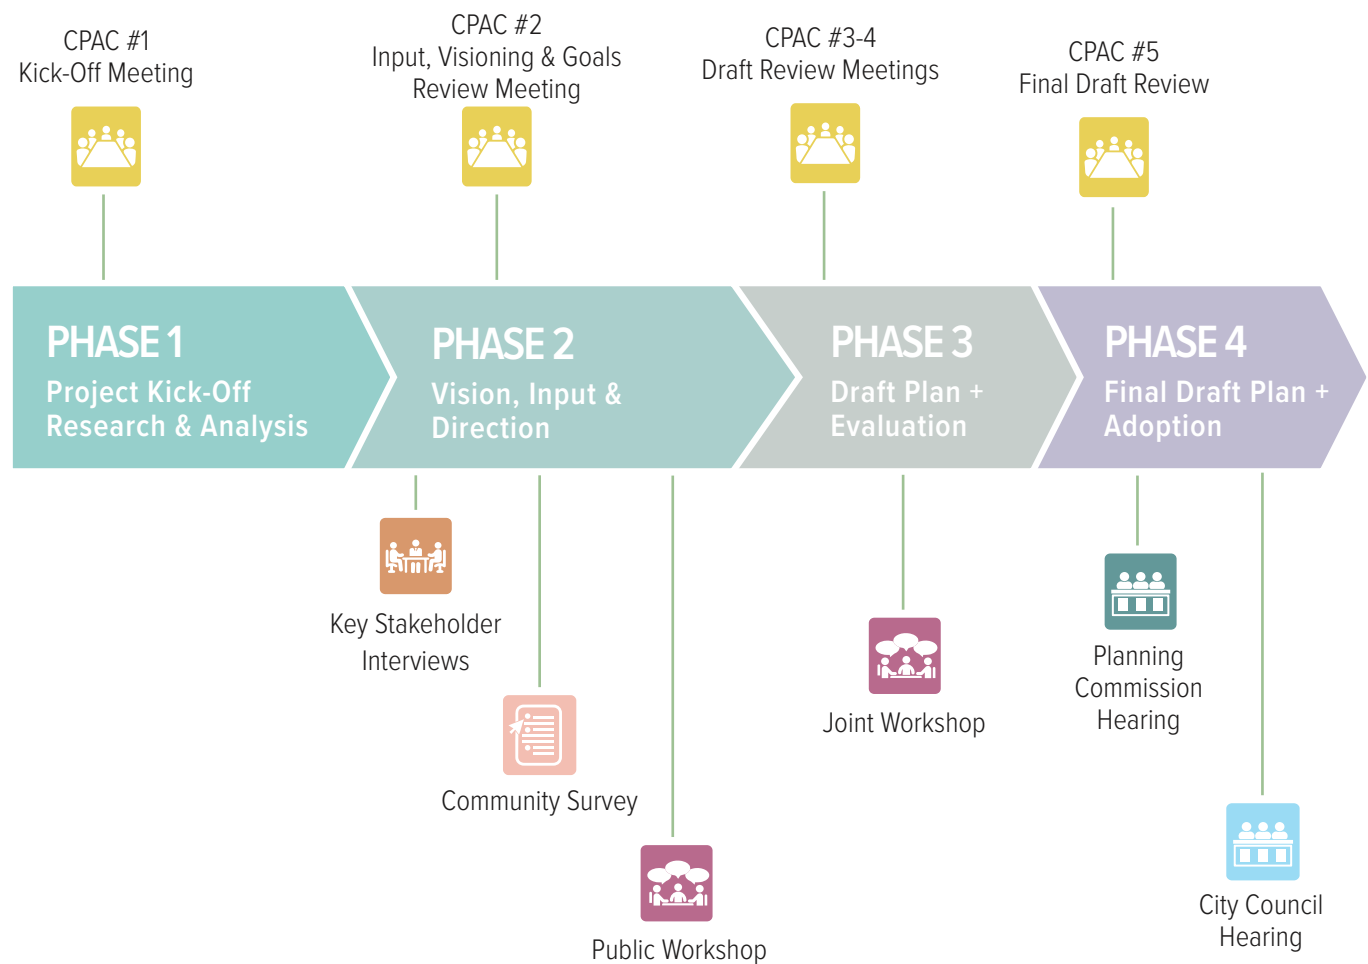 CPAC #1
Kick-Off Meeting
CPAC #2
Input, Visioning & Goals
Review Meeting
CPAC #3-4
Draft Review Meetings
CPAC #5
Final Draft Review
PHASE 1
Project Kick-Off
Research & Analysis
PHASE 2
Vision, Input &
Direction
PHASE 3
Draft Plan +
Evaluation
PHASE 4
Final Draft Plan +
Adoption
Key Stakeholder
Interviews
Community Survey
Public Workshop
Joint Workshop
Planning
Commission
Hearing
City Council
Hearing